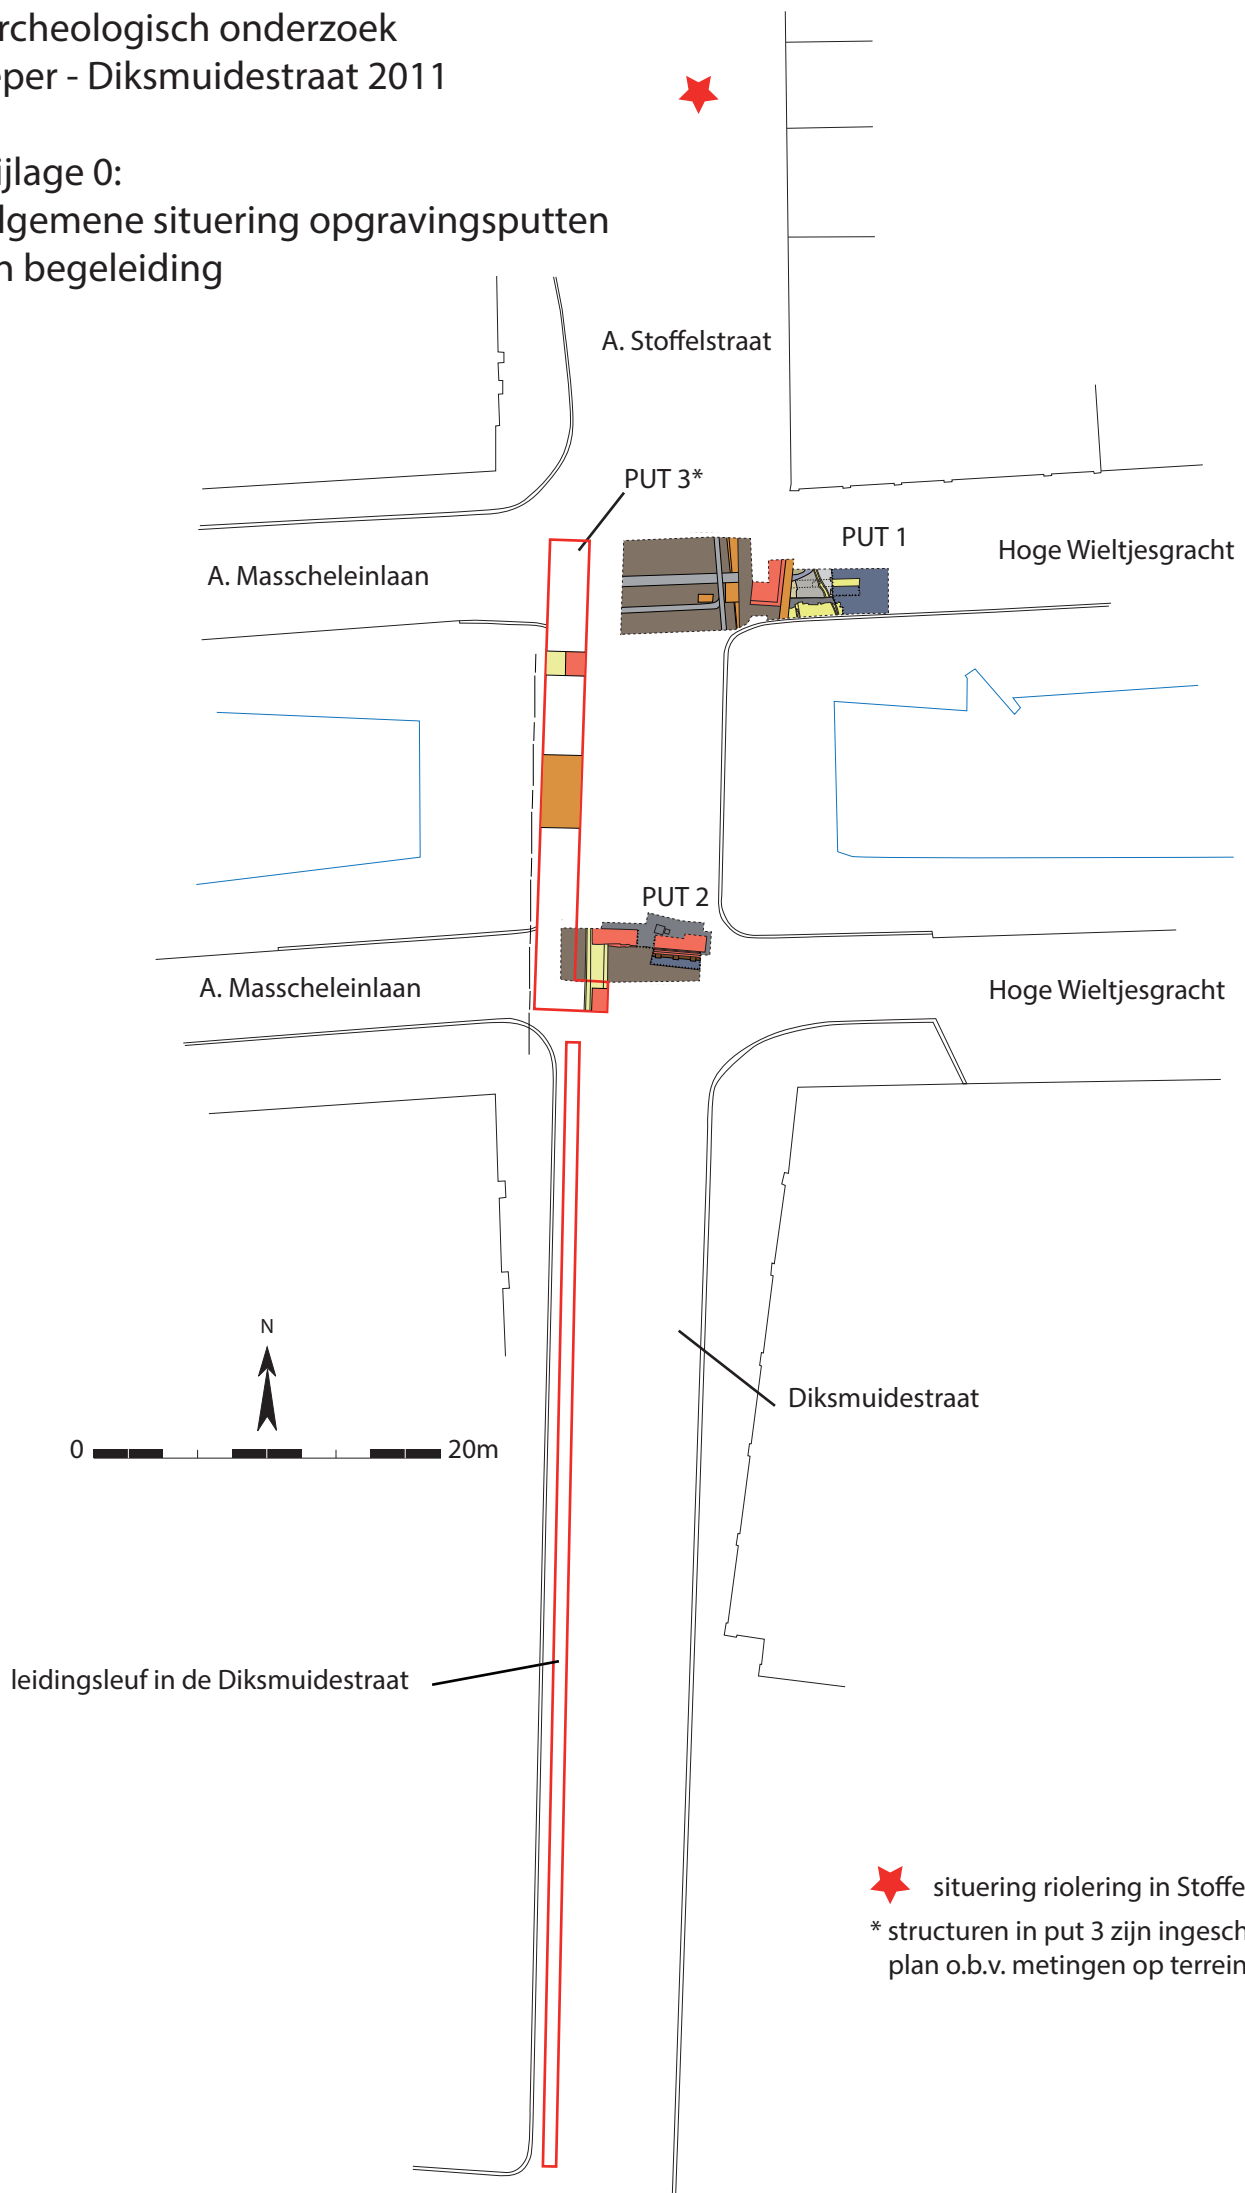 rcheologisch onderzoek
eper - Diksmuidestraat 2011
ijlage 0:
lgemene situering opgravingsputten
n begeleiding
A. Stoffelstraat
PUT 3*
PUT 1
Hoge Wieltjesgracht
A. Masscheleinlaan
PUT 2
A. Masscheleinlaan
Hoge Wieltjesgracht
N
Diksmuidestraat
0 20m
leidingsleuf in de Diksmuidestraat
situering riolering in Stoffe
* structuren in put 3 zijn ingesch
plan o.b.v. metingen op terrein